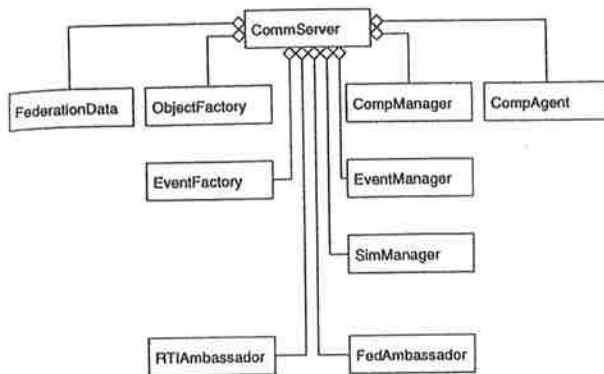 CommServer
FederationData
ObjectFactory
CompManager
CompAgent
EventFactory
EventManager
SimManager
RTIAmbassador
FedAmbassador